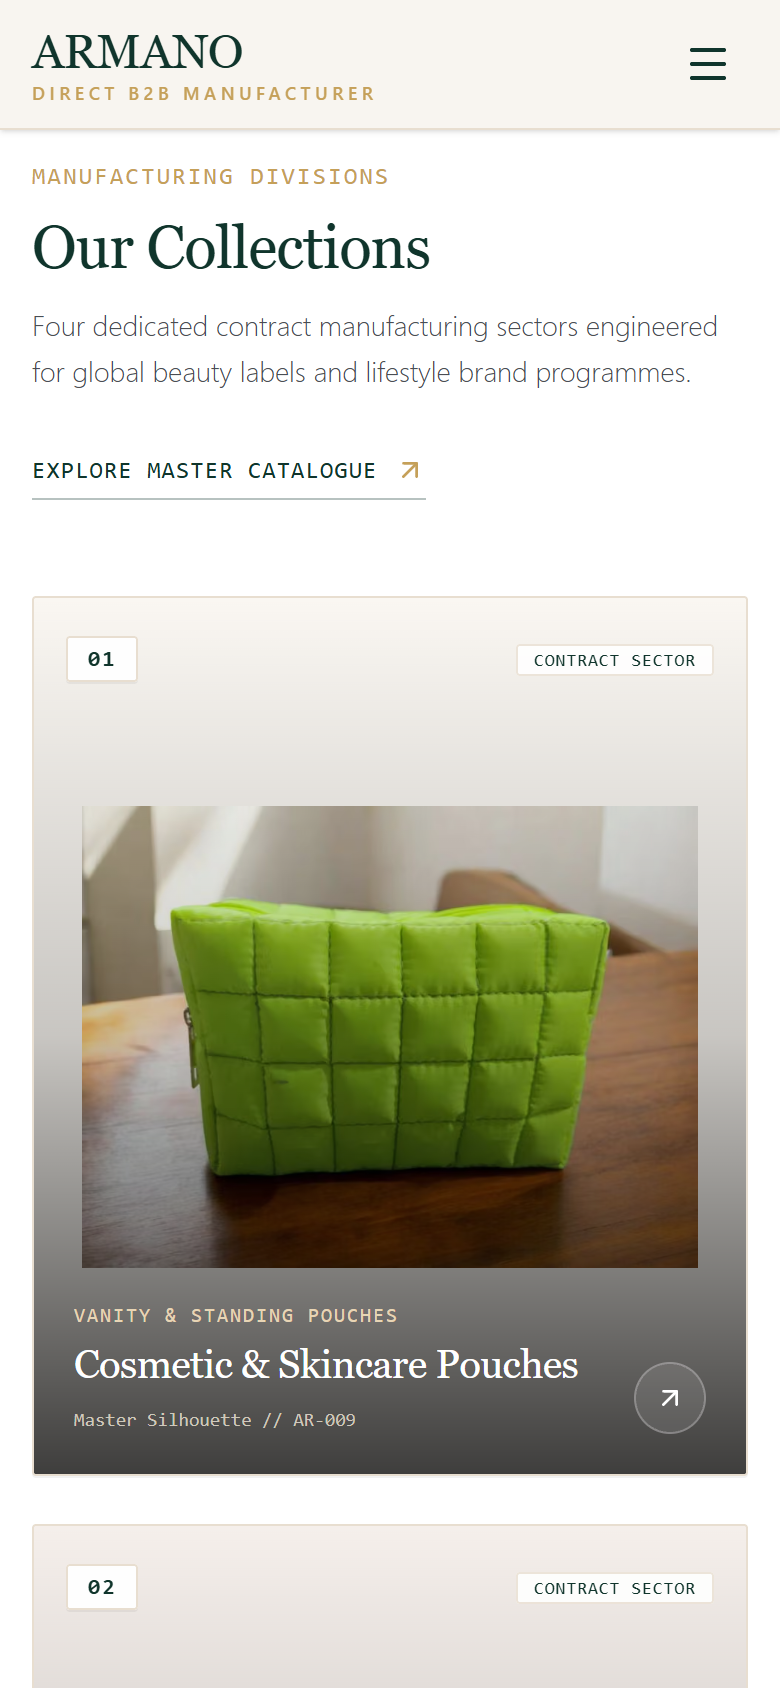 ARMANO
DIRECT B2B MANUFACTURER
MANUFACTURING DIVISIONS
Our Collections
Four dedicated contract manufacturing sectors engineered
for global beauty labels and lifestyle brand programmes.
EXPLORE MASTER CATALOGUE
01
CONTRACT SECTOR
VANITY & STANDING POUCHES
Cosmetic & Skincare Pouches
Master Silhouette // AR-009
02
CONTRACT SECTOR